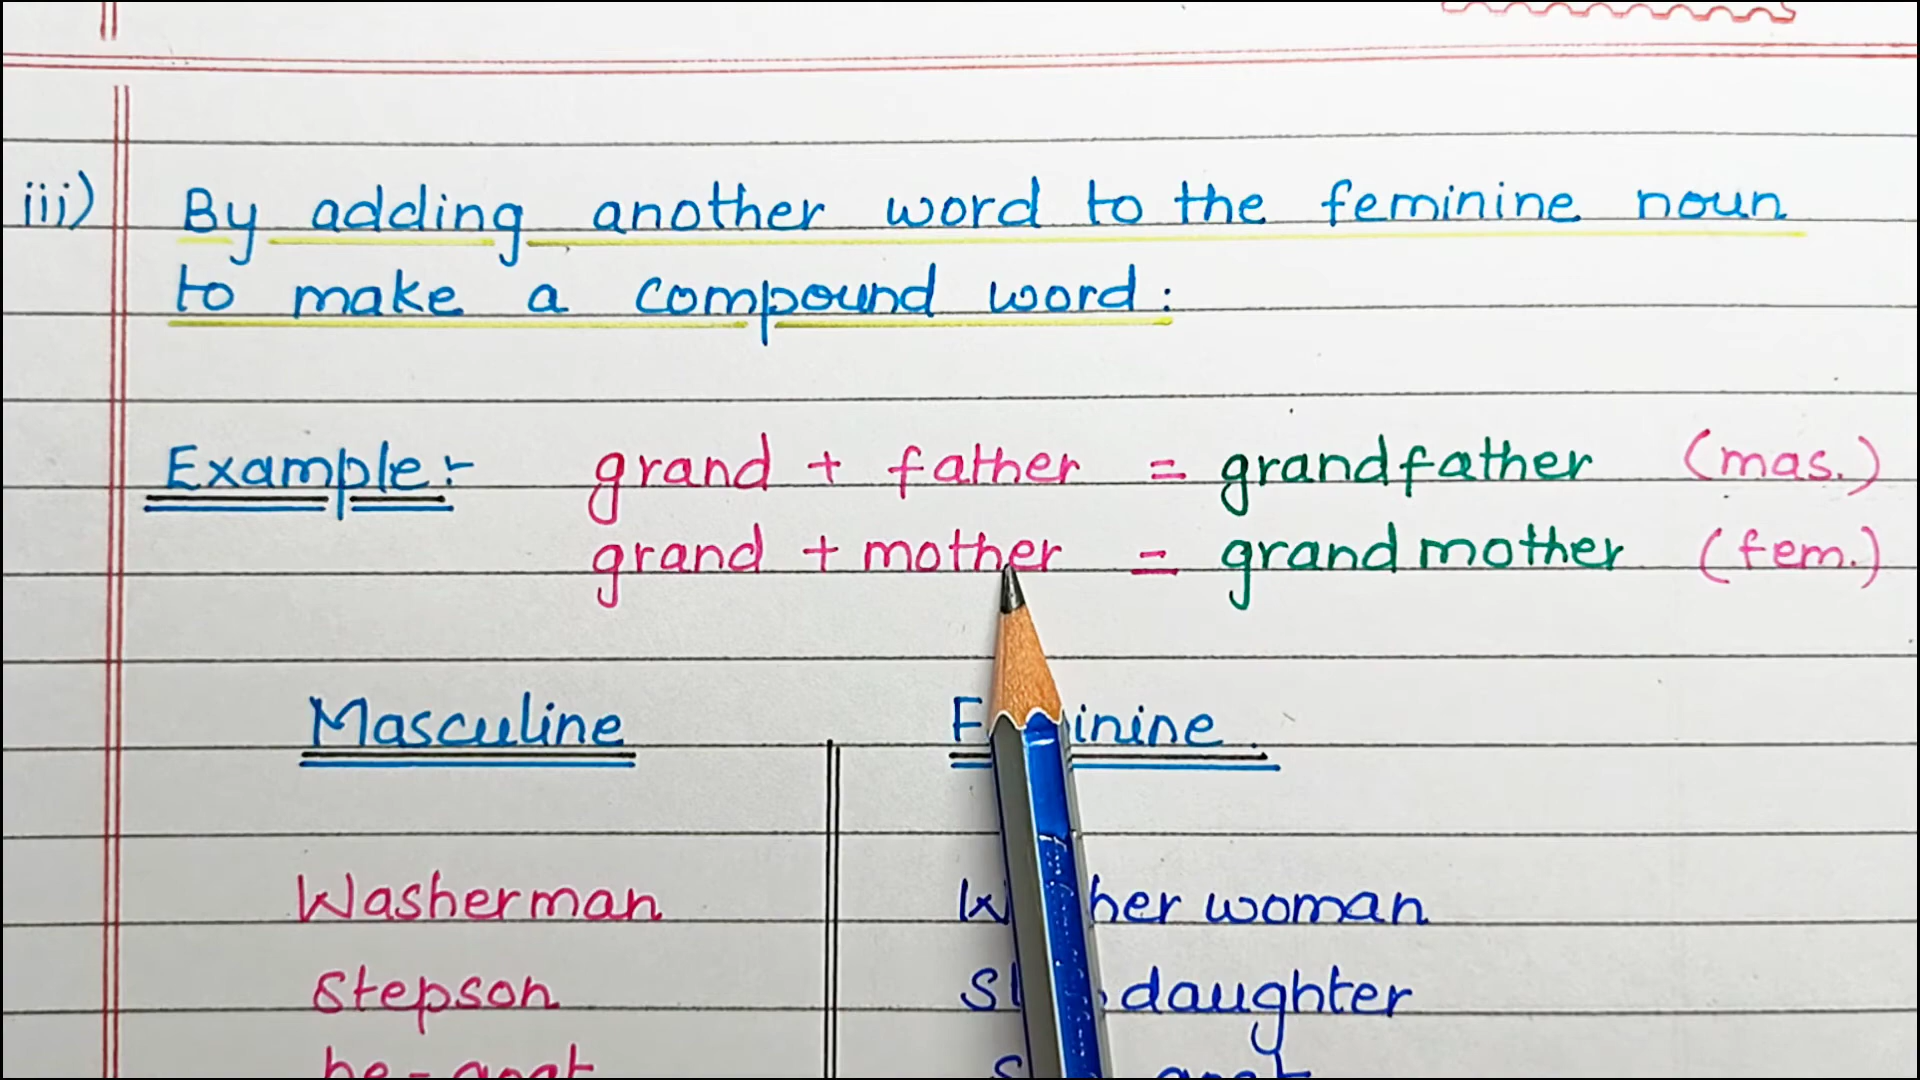 iii) By adding another word to the feminine noun
to make a compound word:
Example:- grand + father = grandfather (mas.)
grand + mother = grandmother (fem.)
Masculine
Washerman woman
Stepson daughter